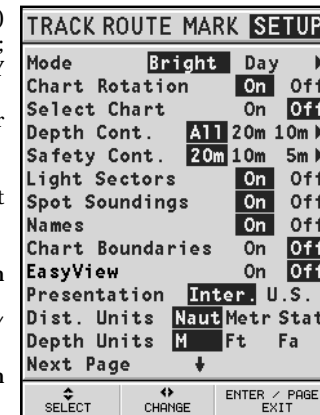 TRACK ROUTE MARK SETUP
Mode Bright Day
Chart Rotation On Off
Select Chart On Off
Depth Cont. All 20m 10m
Safety Cont. 20m 10m 5m
Light Sectors On Off
Spot Soundings On Off
Names On Off
Chart Boundaries On Off
EasyView On Off
Presentation Inter. U.S.
Dist. Units Naut Metr Stat
Depth Units M Ft Fa
Next Page
SELECT CHANGE ENTER / PAGE
EXIT